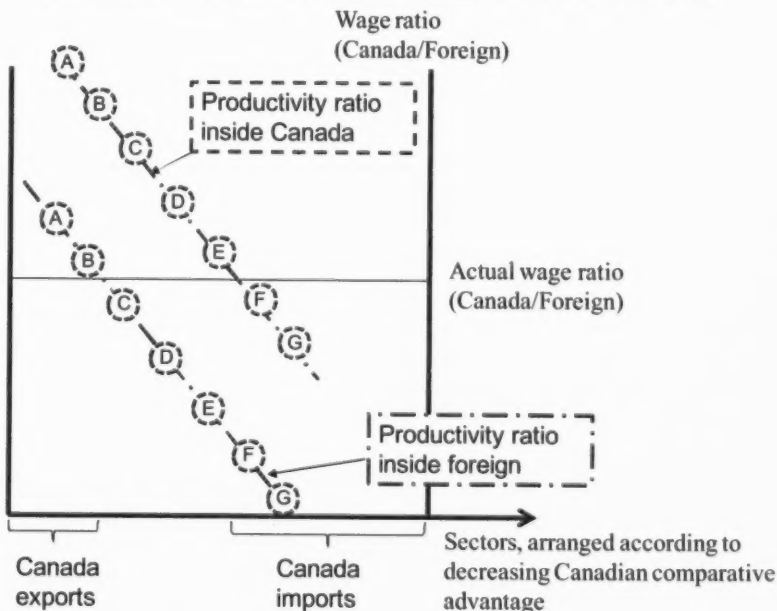 Wage ratio
(Canada/Foreign)
A
B
Productivity ratio
inside Canada
C
D
A
E
B
Actual wage ratio
(Canada/Foreign)
F
C
G
D
E
Productivity ratio
inside foreign
F
G
Canada
exports
Canada
imports
Sectors, arranged according to
decreasing Canadian comparative
advantage